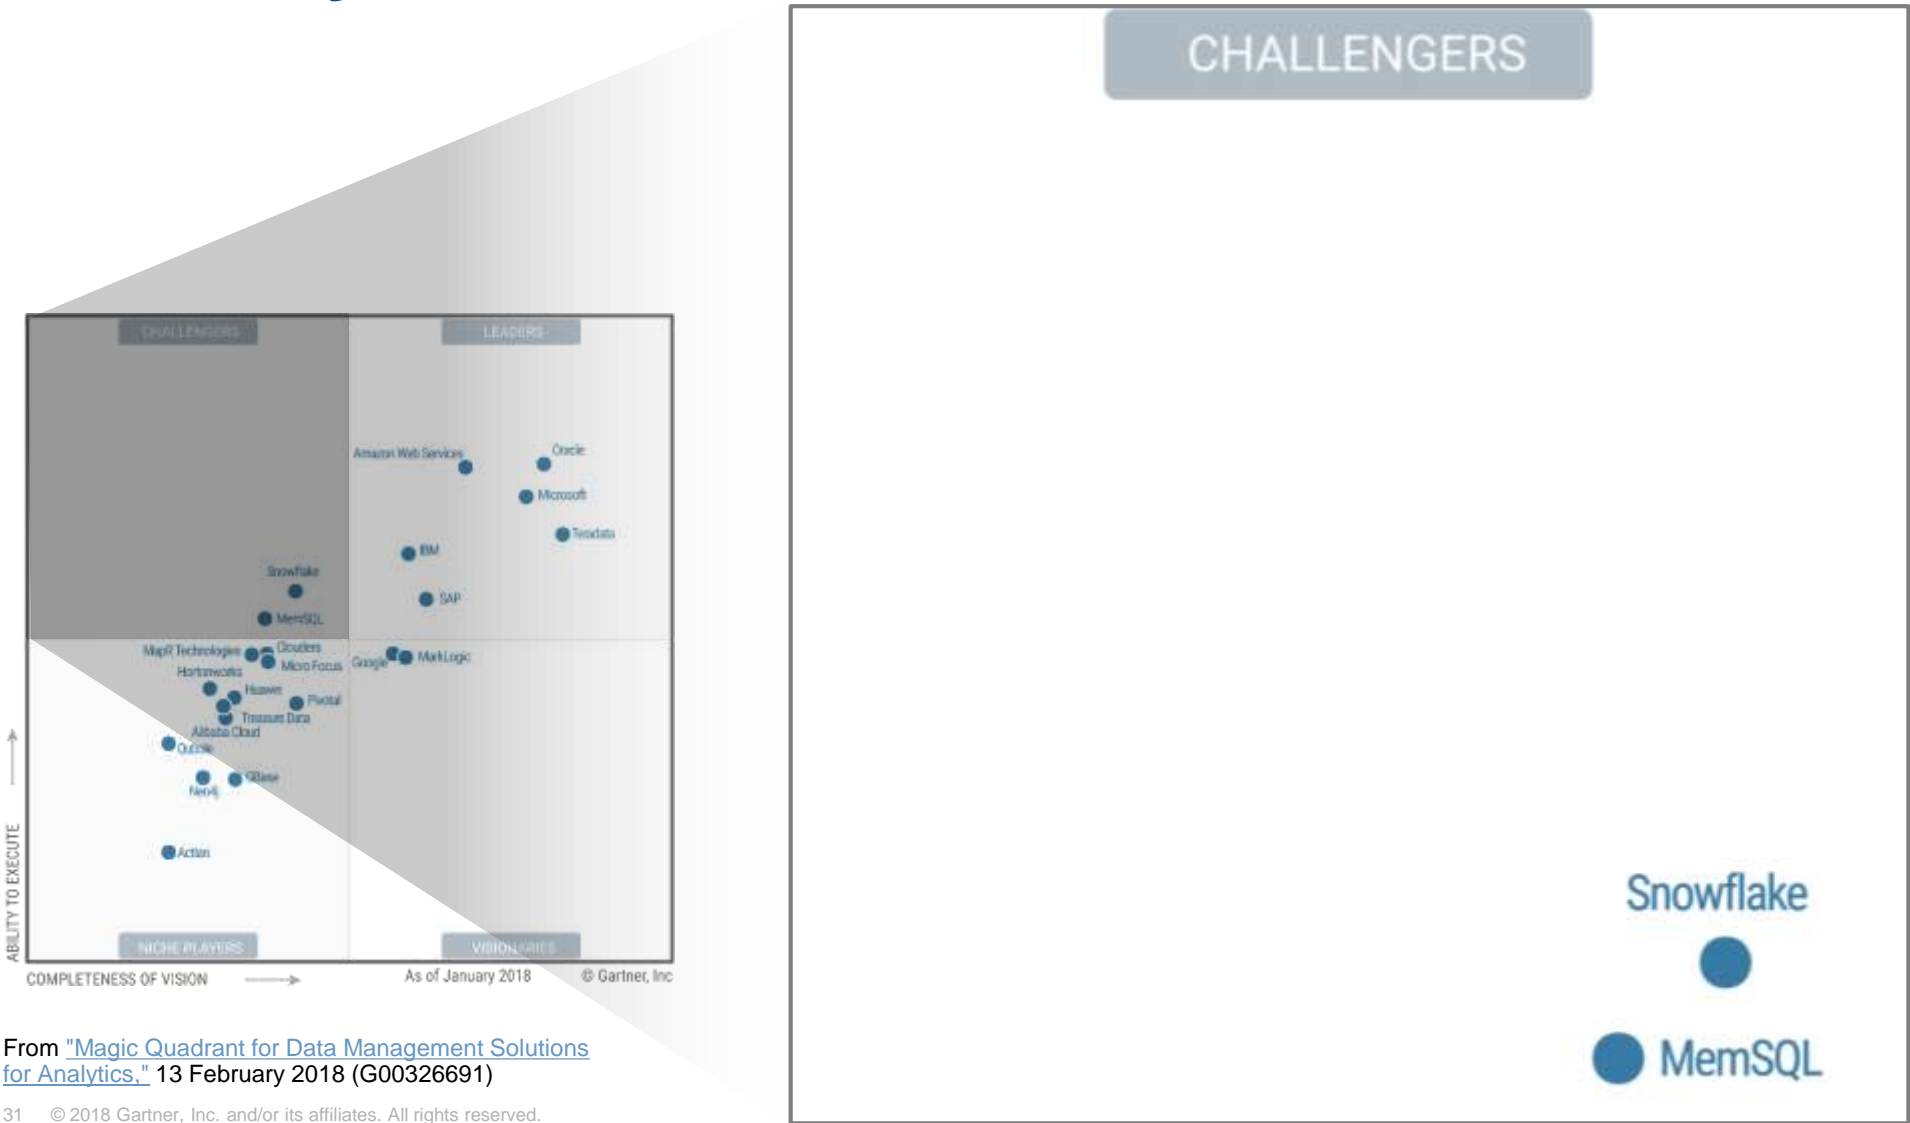 CHALLENGERS
CHALLENGERS
LEADERS
Amazon Web Services
Oracle
Microsoft
Teradata
IBM
Snowflake
SAP
MemSQL
MapR Technologies
Cloudera
Micro Focus
Google
MarkLogic
Hortonworks
Huawei
Pivotal
Treasure Data
Alibaba Cloud
Qubole
Neo4j
GBase
Actian
NICHE PLAYERS
VISIONARIES
ABILITY TO EXECUTE
COMPLETENESS OF VISION
As of January 2018
© Gartner, Inc
Snowflake
MemSQL
From "Magic Quadrant for Data Management Solutions
for Analytics," 13 February 2018 (G00326691)
31 © 2018 Gartner, Inc. and/or its affiliates. All rights reserved.